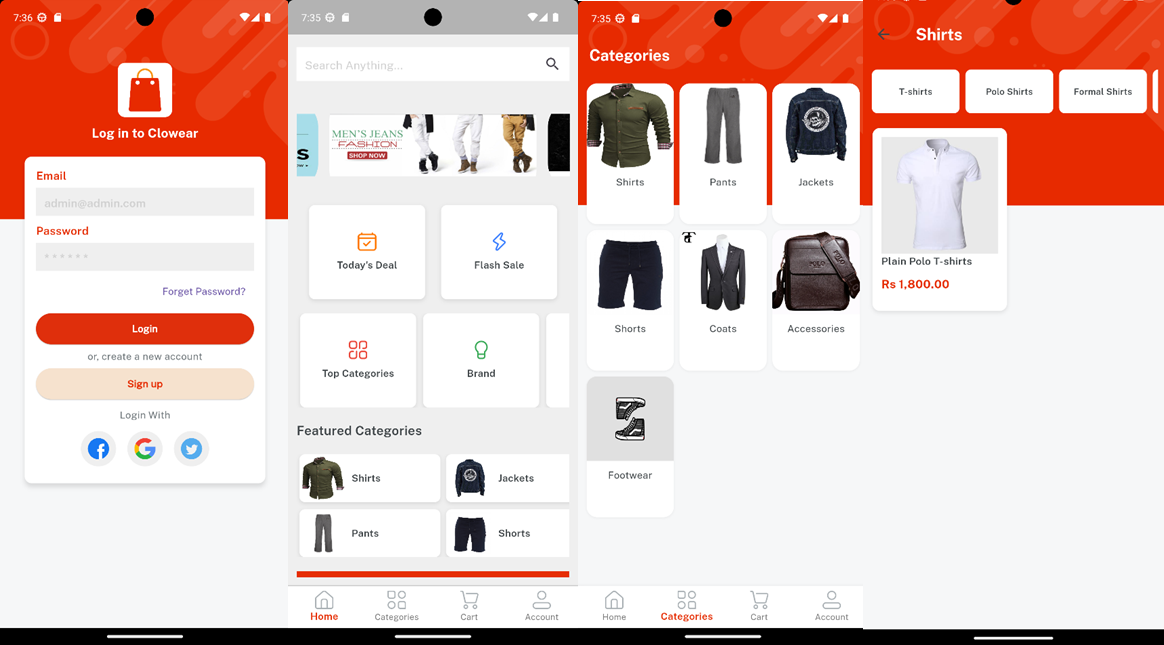 7:36
Log in to Clowear
Email
admin@admin.com
Password
******
Forget Password?
Login
or, create a new account
Sign up
Login With
7:35
Search Anything...
S
MEN'S JEANS
FASHION
SHOP NOW
Today's Deal
Flash Sale
Top Categories
Brand
Featured Categories
Shirts
Jackets
Pants
Shorts
Home
Categories
Cart
Account
7:35
Categories
Shirts
Pants
Jackets
Shorts
Coats
POLO
Accessories
Footwear
Home
Categories
Cart
Account
Shirts
T-shirts
Polo Shirts
Formal Shirts
Plain Polo T-shirts
Rs 1,800.00